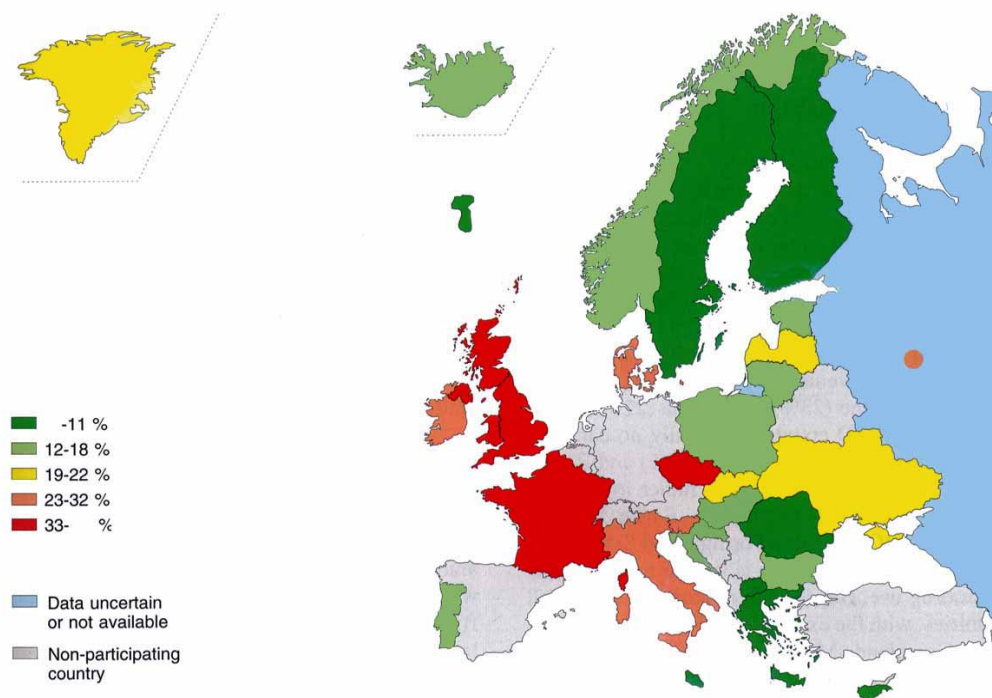 -11 %
12-18 %
19-22 %
23-32 %
33- %
Data uncertain
or not available
Non-participating
country